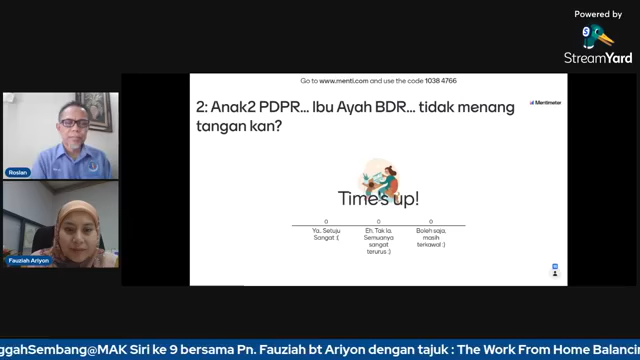 Powered by
StreamYard
Go to www.menti.com and use the code 1038 4766
Mentimeter
2: Anak2 PDPR... Ibu Ayah BDR... tidak menang
tangan kan?
Time's up!
0
0
0
Ya, Setuju
Sangat :(
Eh, Tak la,
Semuanya
sangat
terurus :)
Boleh saja,
masih
terkawal :)
Roslan
Fauziah Ariyon
ggahSembang@MAK Siri ke 9 bersama Pn. Fauziah bt Ariyon dengan tajuk : The Work From Home Balancin